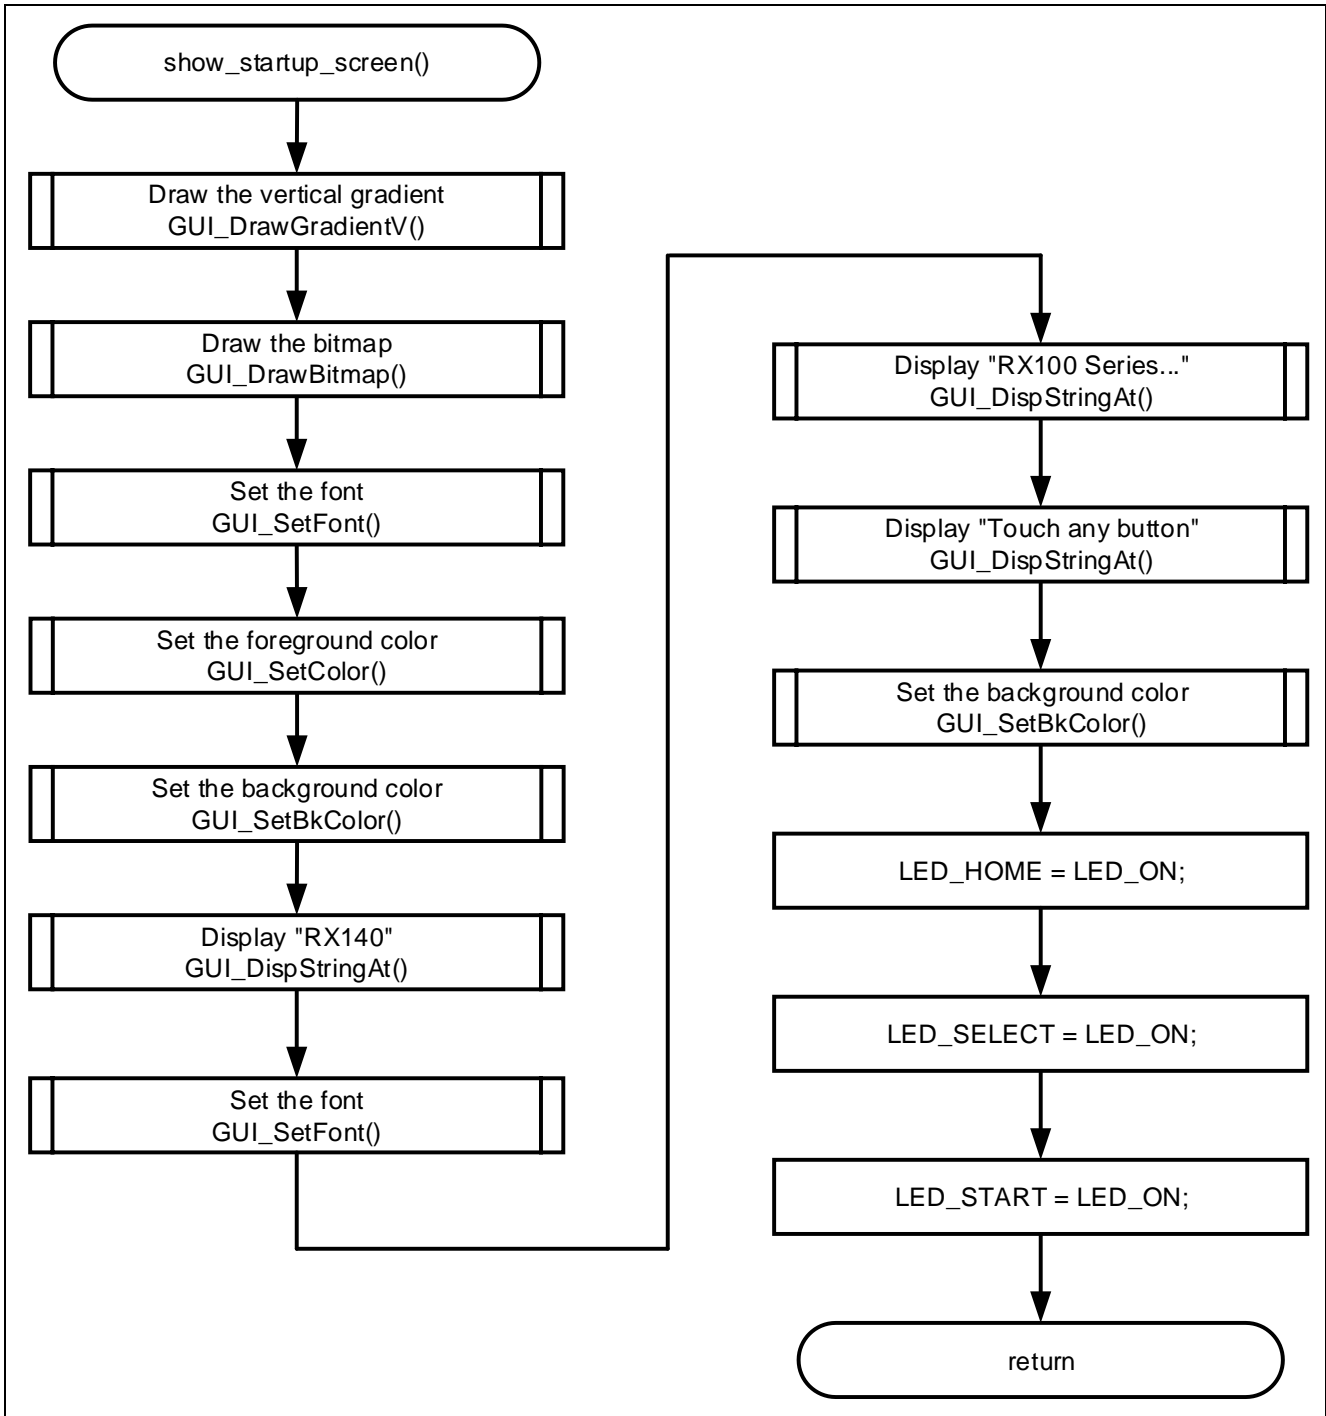 show_startup_screen()
Draw the vertical gradient
GUI_DrawGradientV()
Draw the bitmap
GUI_DrawBitmap()
Set the font
GUI_SetFont()
Set the foreground color
GUI_SetColor()
Set the background color
GUI_SetBkColor()
Display "RX140"
GUI_DispStringAt()
Set the font
GUI_SetFont()
Display "RX100 Series..."
GUI_DispStringAt()
Display "Touch any button"
GUI_DispStringAt()
Set the background color
GUI_SetBkColor()
LED_HOME = LED_ON;
LED_SELECT = LED_ON;
LED_START = LED_ON;
return